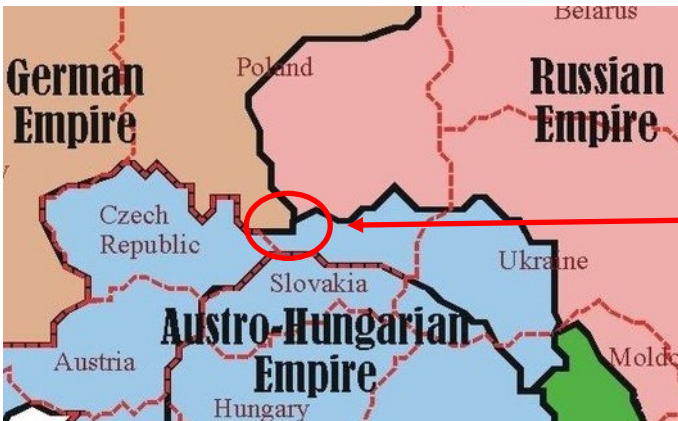 Belarus
German
Empire
Poland
Russian
Empire
Czech
Republic
Ukraine
Slovakia
Austro-Hungarian
Empire
Austria
Moldo
Hungary